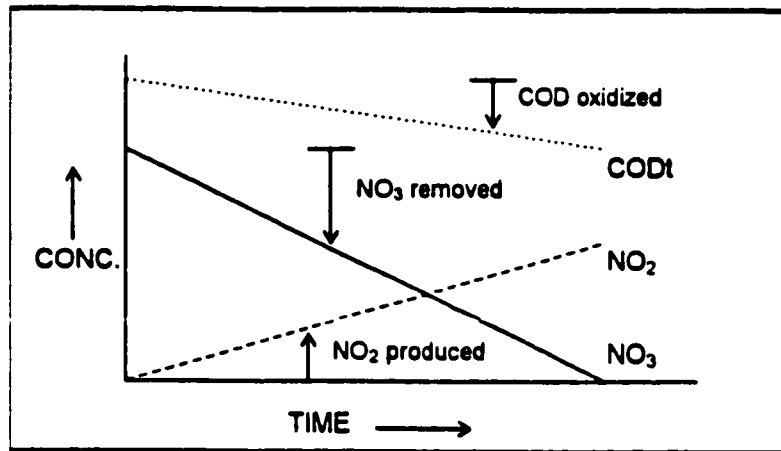 COD oxidized
CODt
NO₃ removed
CONC.
NO₂
NO₂ produced
NO₃
TIME